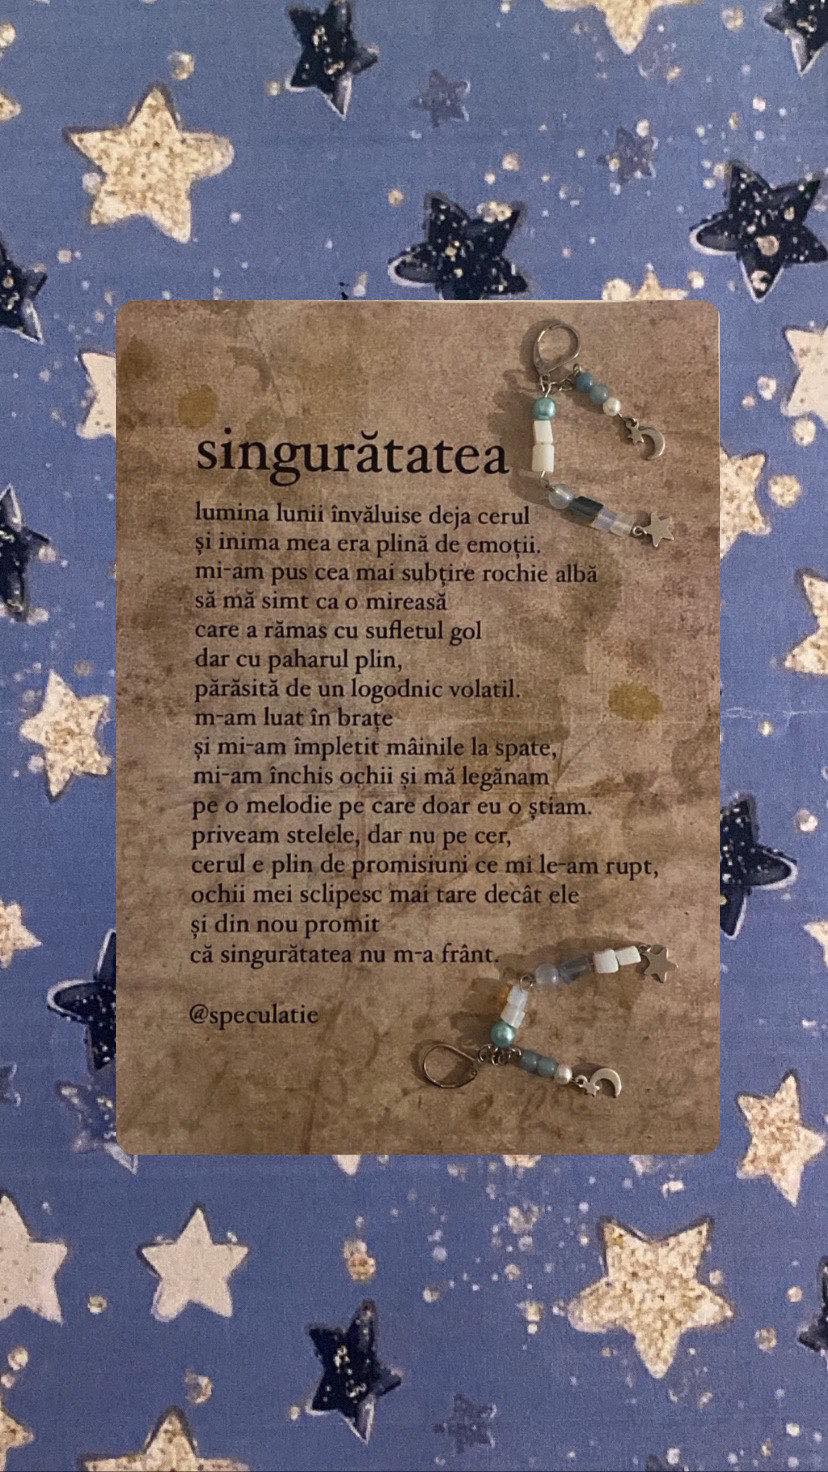 singurătatea
lumina lunii învăluise deja cerul
și inima mea era plină de emoții.
mi-am pus cea mai subțire rochie albă
să mă simt ca o mireasă
care a rămas cu sufletul gol
dar cu paharul plin,
părăsită de un logodnic volatil.
m-am luat în brațe
și mi-am împletit mâinile la spate,
mi-am închis ochii și mă legănam
pe o melodie pe care doar eu o știam.
priveam stelele, dar nu pe cer,
cerul e plin de promisiuni ce mi le-am rupt,
ochii mei sclipesc mai tare decât ele
și din nou promit
că singurătatea nu m-a frânt.
@speculatie